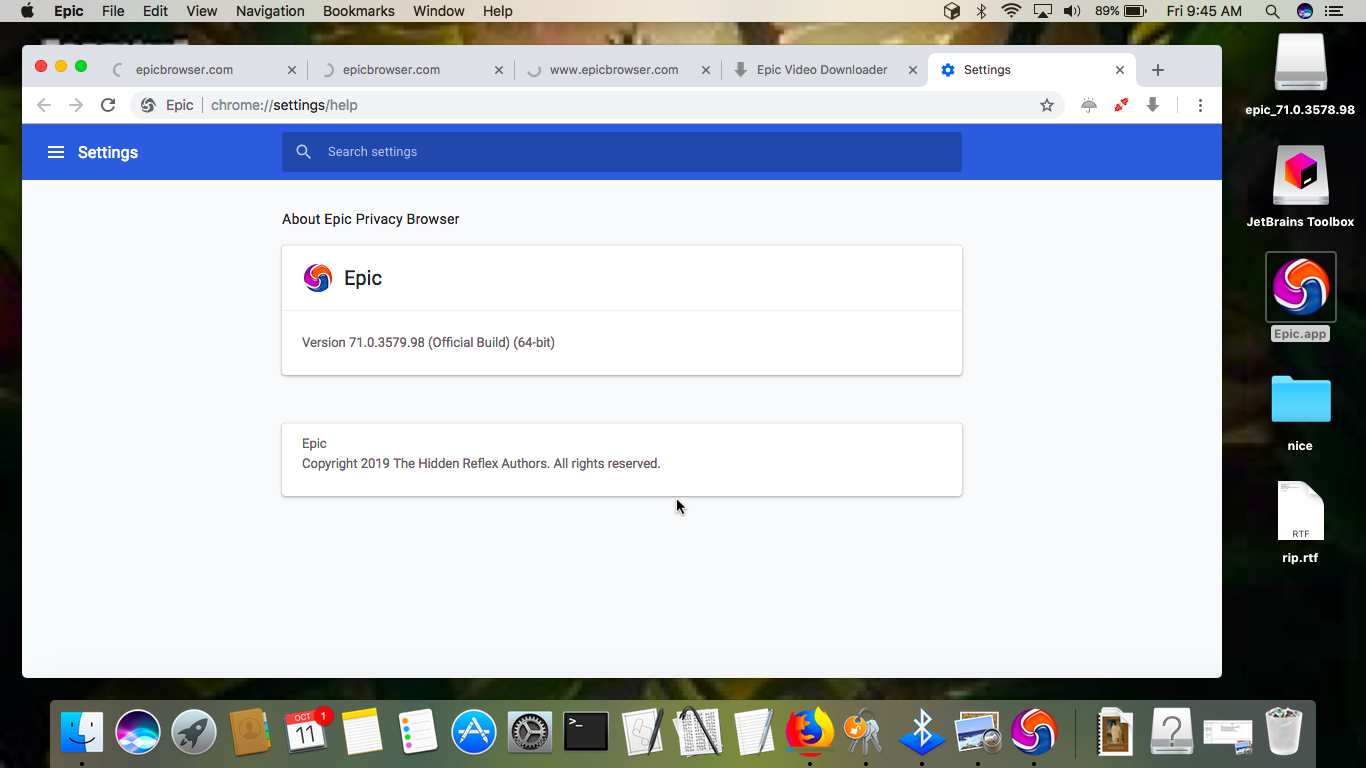 Epic File Edit View Navigation Bookmarks Window Help 89% Fri 9:45 AM
epicbrowser.com epicbrowser.com www.epicbrowser.com Epic Video Downloader Settings
Epic chrome://settings/help
Settings Search settings
About Epic Privacy Browser
Epic
Version 71.0.3579.98 (Official Build) (64-bit)
Epic
Copyright 2019 The Hidden Reflex Authors. All rights reserved.
epic_71.0.3578.98
JetBrains Toolbox
Epic.app
nice
RTF
rip.rtf
OCT 1
11
>_
?